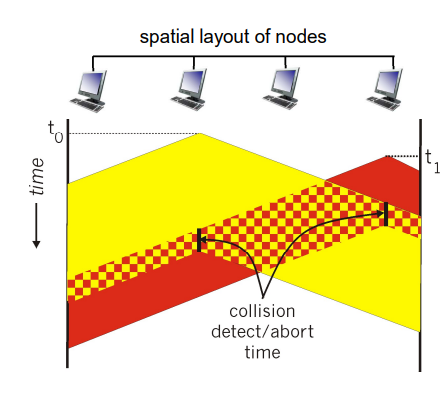 spatial layout of nodes
t0
t1
time
collision
detect/abort
time